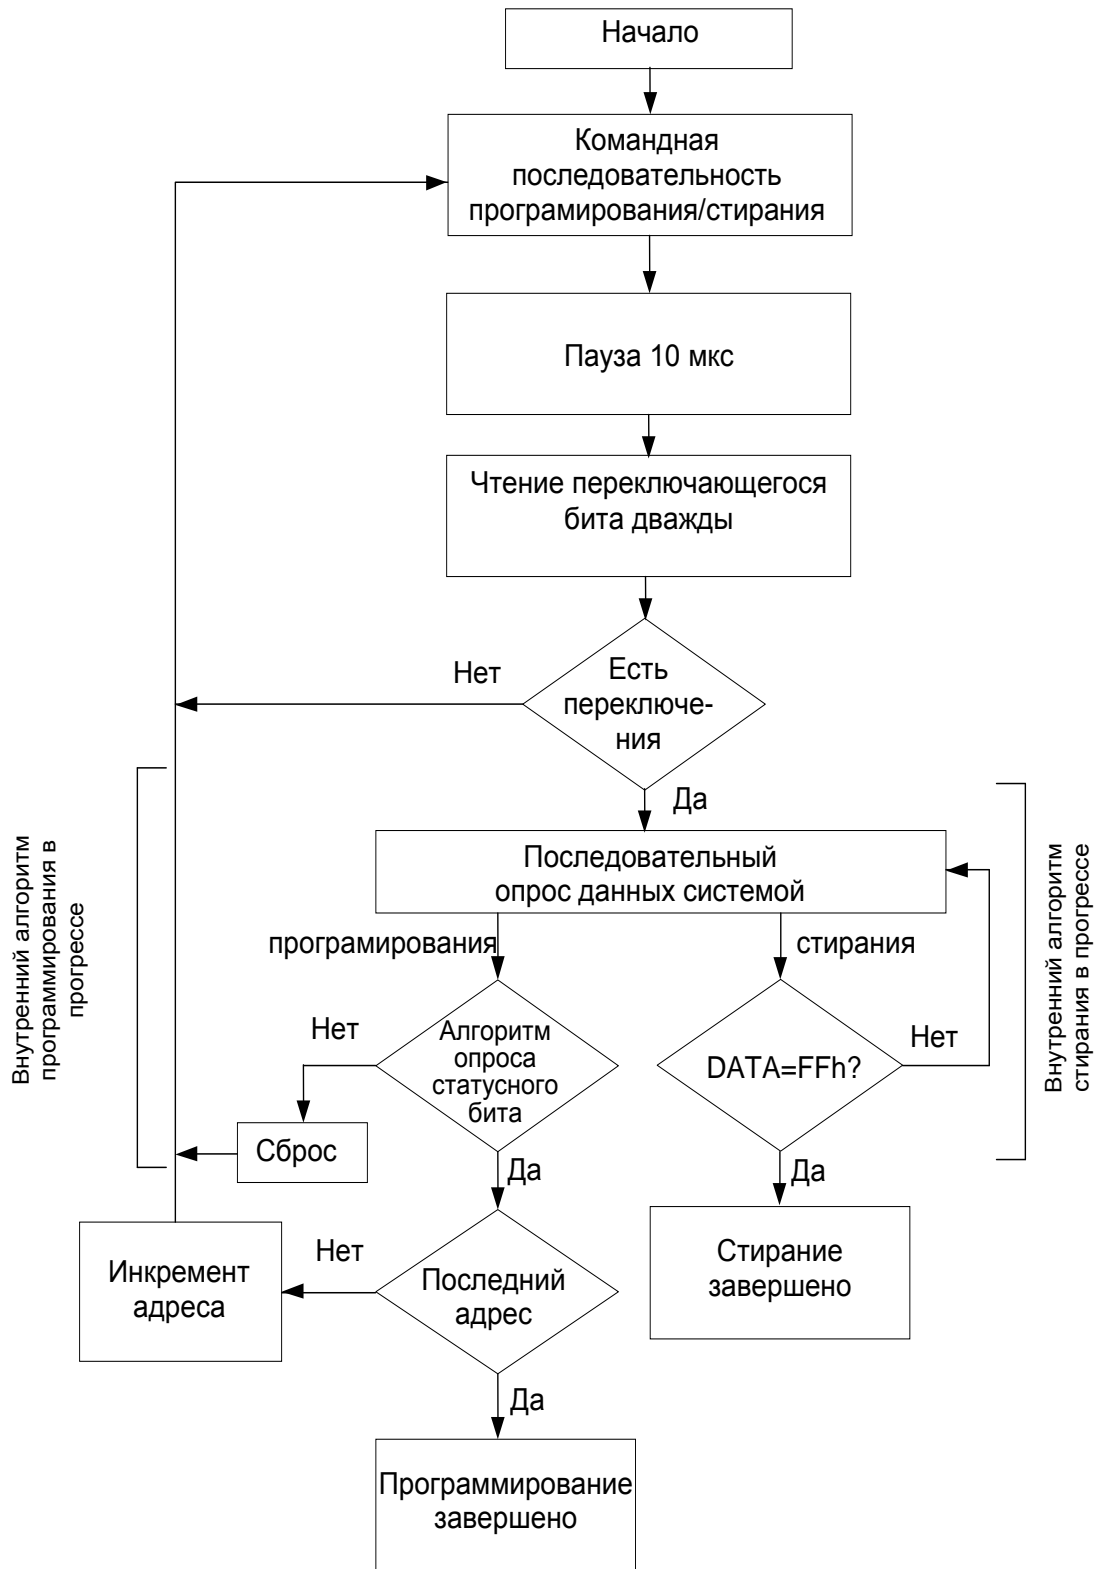 Начало
Командная
последовательность
програмирования/стирания
Пауза 10 мкс
Чтение переключающегося
бита дважды
Нет
Есть
переключе-
ния
Да
Последовательный
опрос данных системой
програмирования
стирания
Внутренний алгоритм
программирования в
прогрессе
Внутренний алгоритм
стирания в прогрессе
Нет
Алгоритм
опроса
статусного
бита
DATA=FFh?
Нет
Сброс
Да
Да
Инкремент
адреса
Нет
Последний
адрес
Стирание
завершено
Да
Программирование
завершено